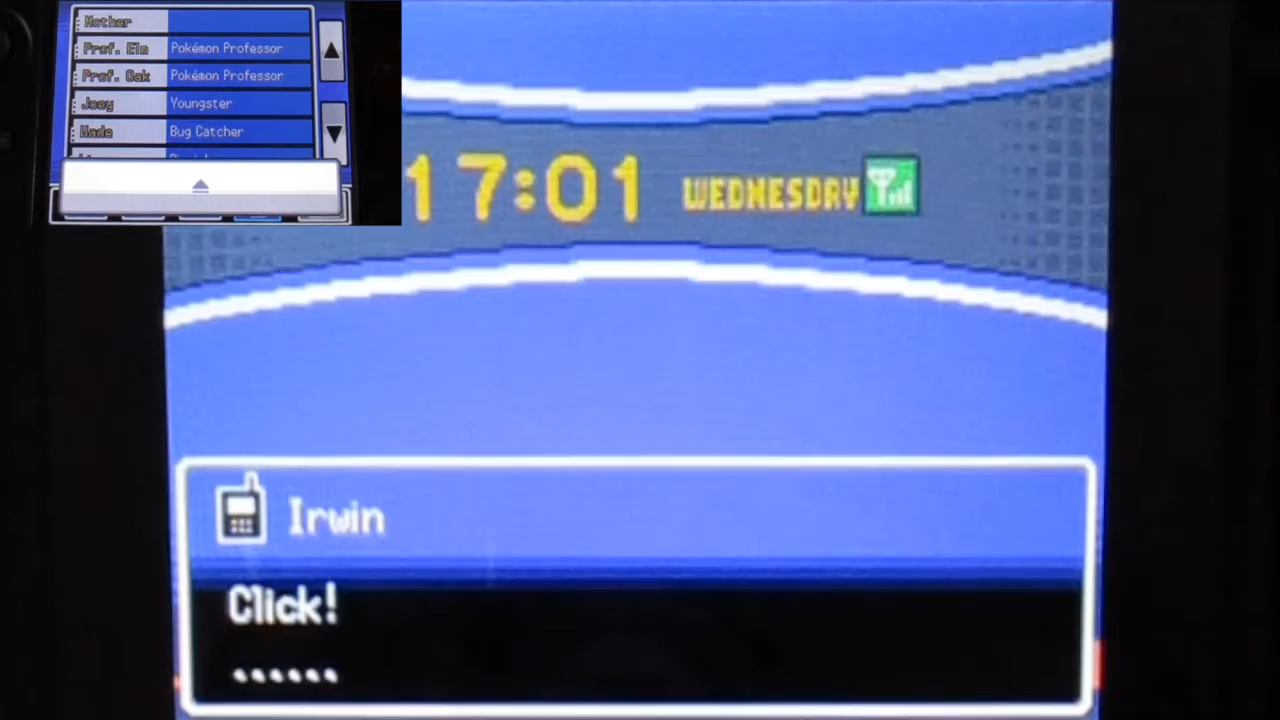 Mother
Prof. Elm Pokémon Professor
Prof. Oak Pokémon Professor
Joey Youngster
Wade Bug Catcher
17:01 WEDNESDAY
Irwin
Click!
......